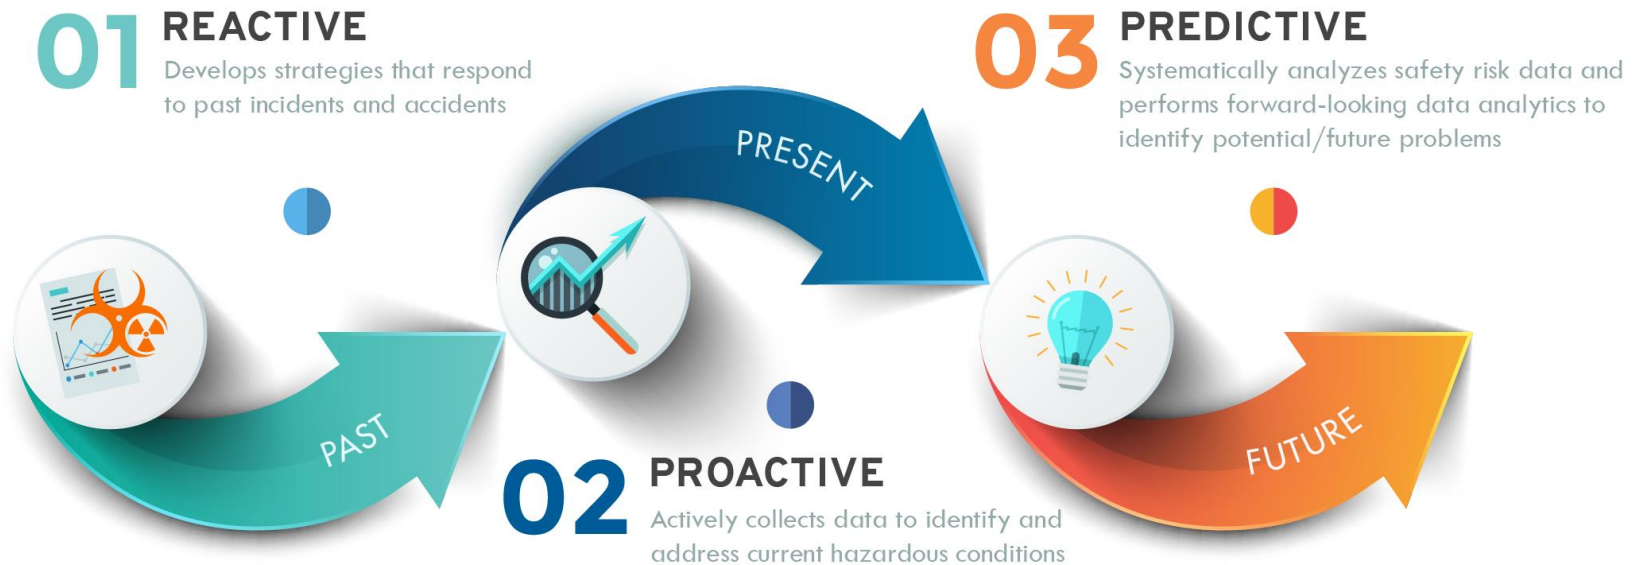 01 REACTIVE
Develops strategies that respond
to past incidents and accidents
PAST
PRESENT
02 PROACTIVE
Actively collects data to identify and
address current hazardous conditions
03 PREDICTIVE
Systematically analyzes safety risk data and
performs forward-looking data analytics to
identify potential/future problems
FUTURE